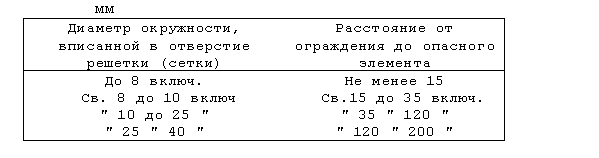 мм
Диаметр окружности, Расстояние от
вписанной в отверстие ограждения до опасного
решетки (сетки) элемента
До 8 включ. Не менее 15
Св. 8 до 10 включ Св.15 до 35 включ.
" 10 до 25 " " 35 " 120 "
" 25 " 40 " " 120 " 200 "